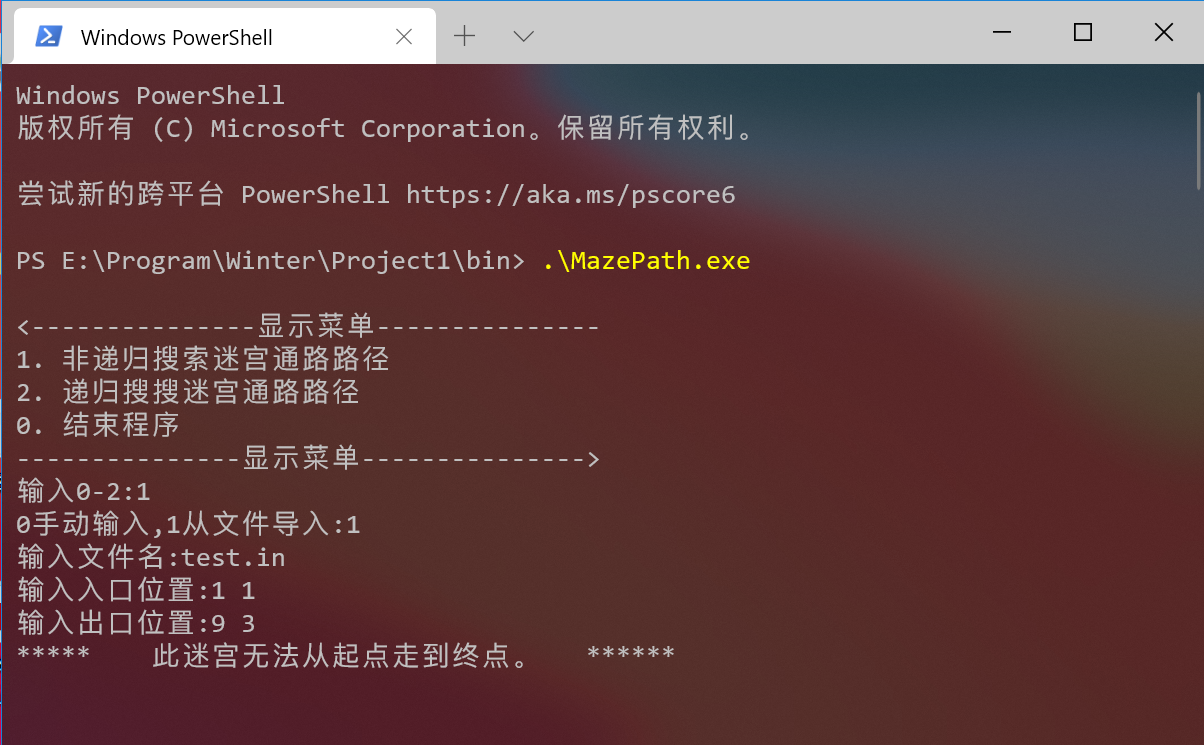 Windows PowerShell
Windows PowerShell
版权所有 (C) Microsoft Corporation。保留所有权利。
尝试新的跨平台 PowerShell https://aka.ms/pscore6
PS E:\Program\Winter\Project1\bin> .\MazePath.exe
<---------------显示菜单---------------
1. 非递归搜索迷宫通路路径
2. 递归搜搜迷宫通路路径
0. 结束程序
---------------显示菜单--------------->
输入0-2:1
0手动输入,1从文件导入:1
输入文件名:test.in
输入入口位置:1 1
输入出口位置:9 3
*****    此迷宫无法从起点走到终点。   ******